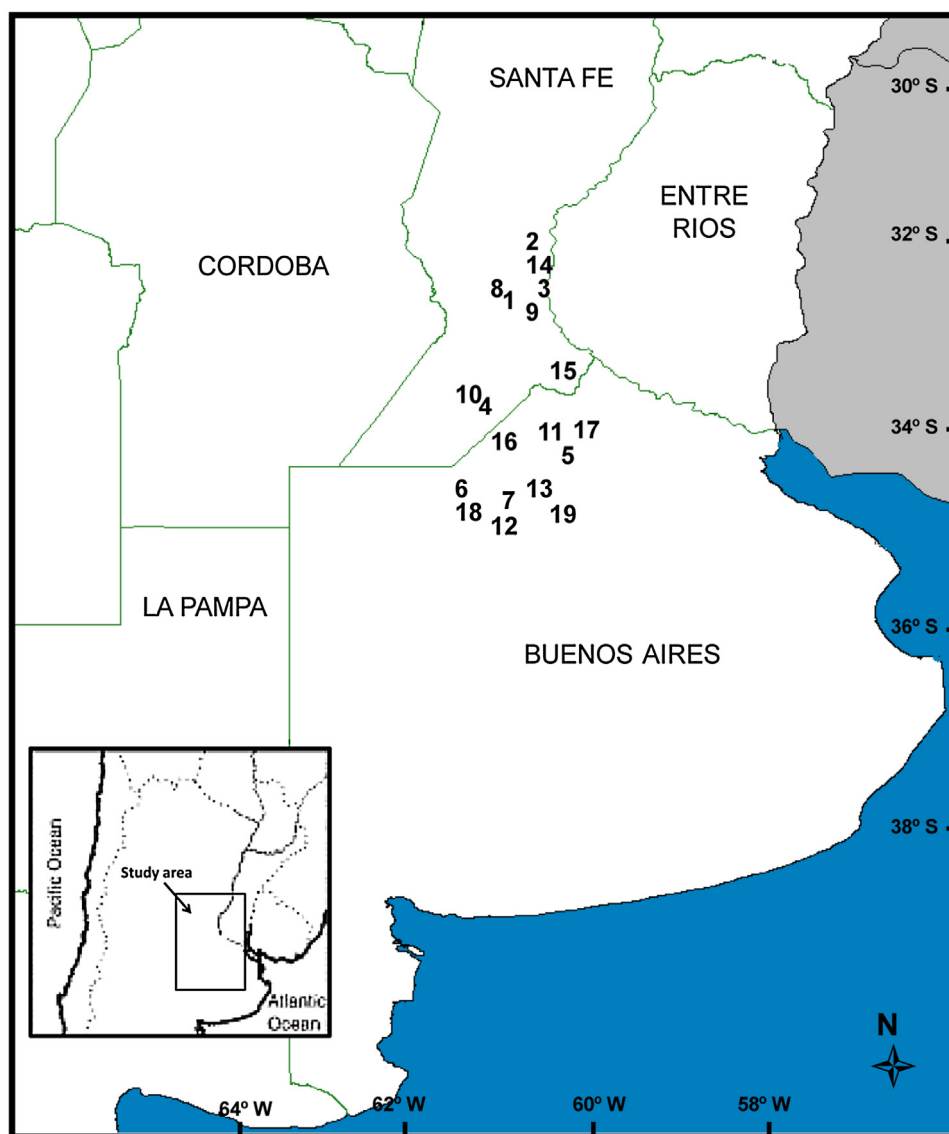 SANTA FE
30º S
ENTRE
RIOS
32º S
CORDOBA
2
14
8
3
1
9
15
10
4
34º S
11
17
16
5
6
13
7
18
19
12
LA PAMPA
36º S
BUENOS AIRES
38º S
Pacific Ocean
Study area
Atlantic
Ocean
N
64º W
62º W
60º W
58º W